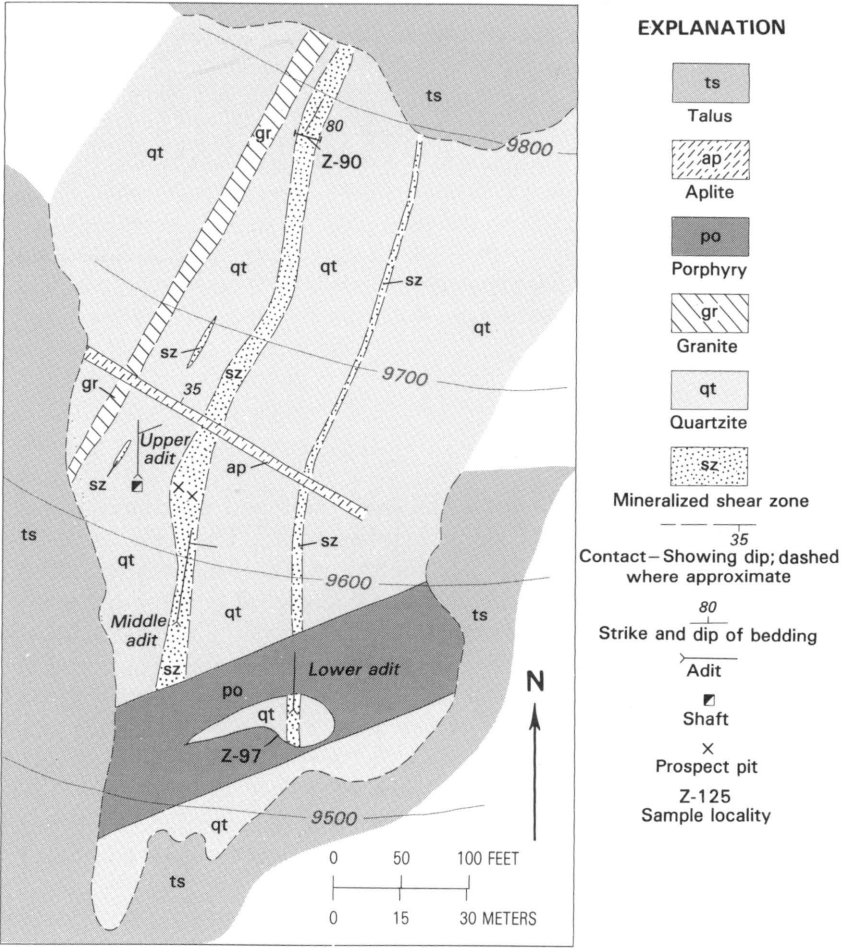 ts
gr
80
9800
qt
Z-90
qt
qt
sz
qt
sz
9700
35
sz
gr
Upper
adit
ap
sz
ts
sz
qt
9600
Middle
adit
qt
ts
sz
Lower adit
po
qt
Z-97
N
9500
qt
ts
0 50 100 FEET
0 15 30 METERS
EXPLANATION
ts
Talus
ap
Aplite
po
Porphyry
gr
Granite
qt
Quartzite
sz
Mineralized shear zone
35
Contact—Showing dip; dashed
where approximate
80
Strike and dip of bedding
Adit
Shaft
Prospect pit
Z-125
Sample locality